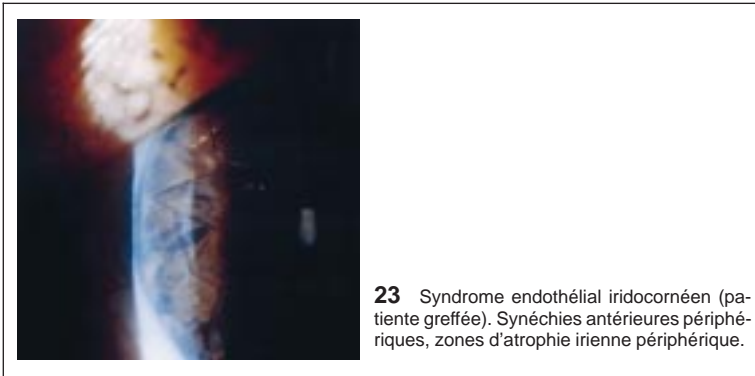 23 Syndrome endothélial iridocornéen (pa-
tiente greffée). Synéchies antérieures périphé-
riques, zones d'atrophie irienne périphérique.